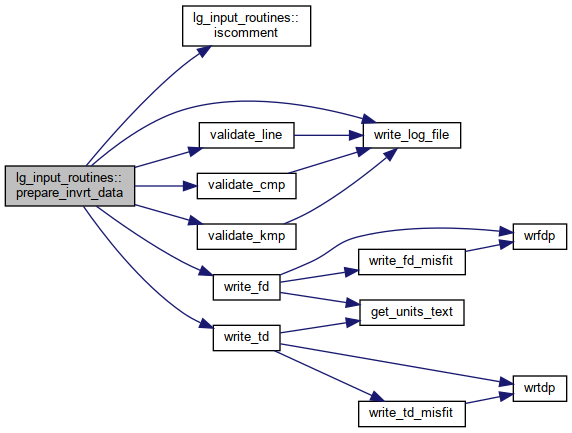 lg_input_routines::
iscomment
lg_input_routines::
prepare_invrt_data
validate_line
write_log_file
validate_cmp
validate_kmp
write_fd
write_fd_misfit
wrfdp
get_units_text
write_td
wrtdp
write_td_misfit